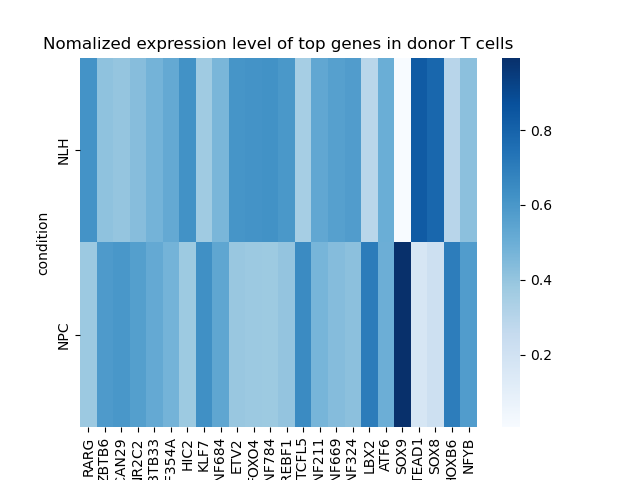 Nomalized expression level of top genes in donor T cells
NLH
NPC
condition
0.8
0.6
0.4
0.2
RARG
ZBTB6
CAN29
NR2C2
BTB33
F354A
HIC2
KLF7
NF684
ETV2
FOXO4
NF784
REBF1
TCFL5
NF211
NF669
NF324
LBX2
ATF6
SOX9
TEAD1
SOX8
HOXB6
NFYB